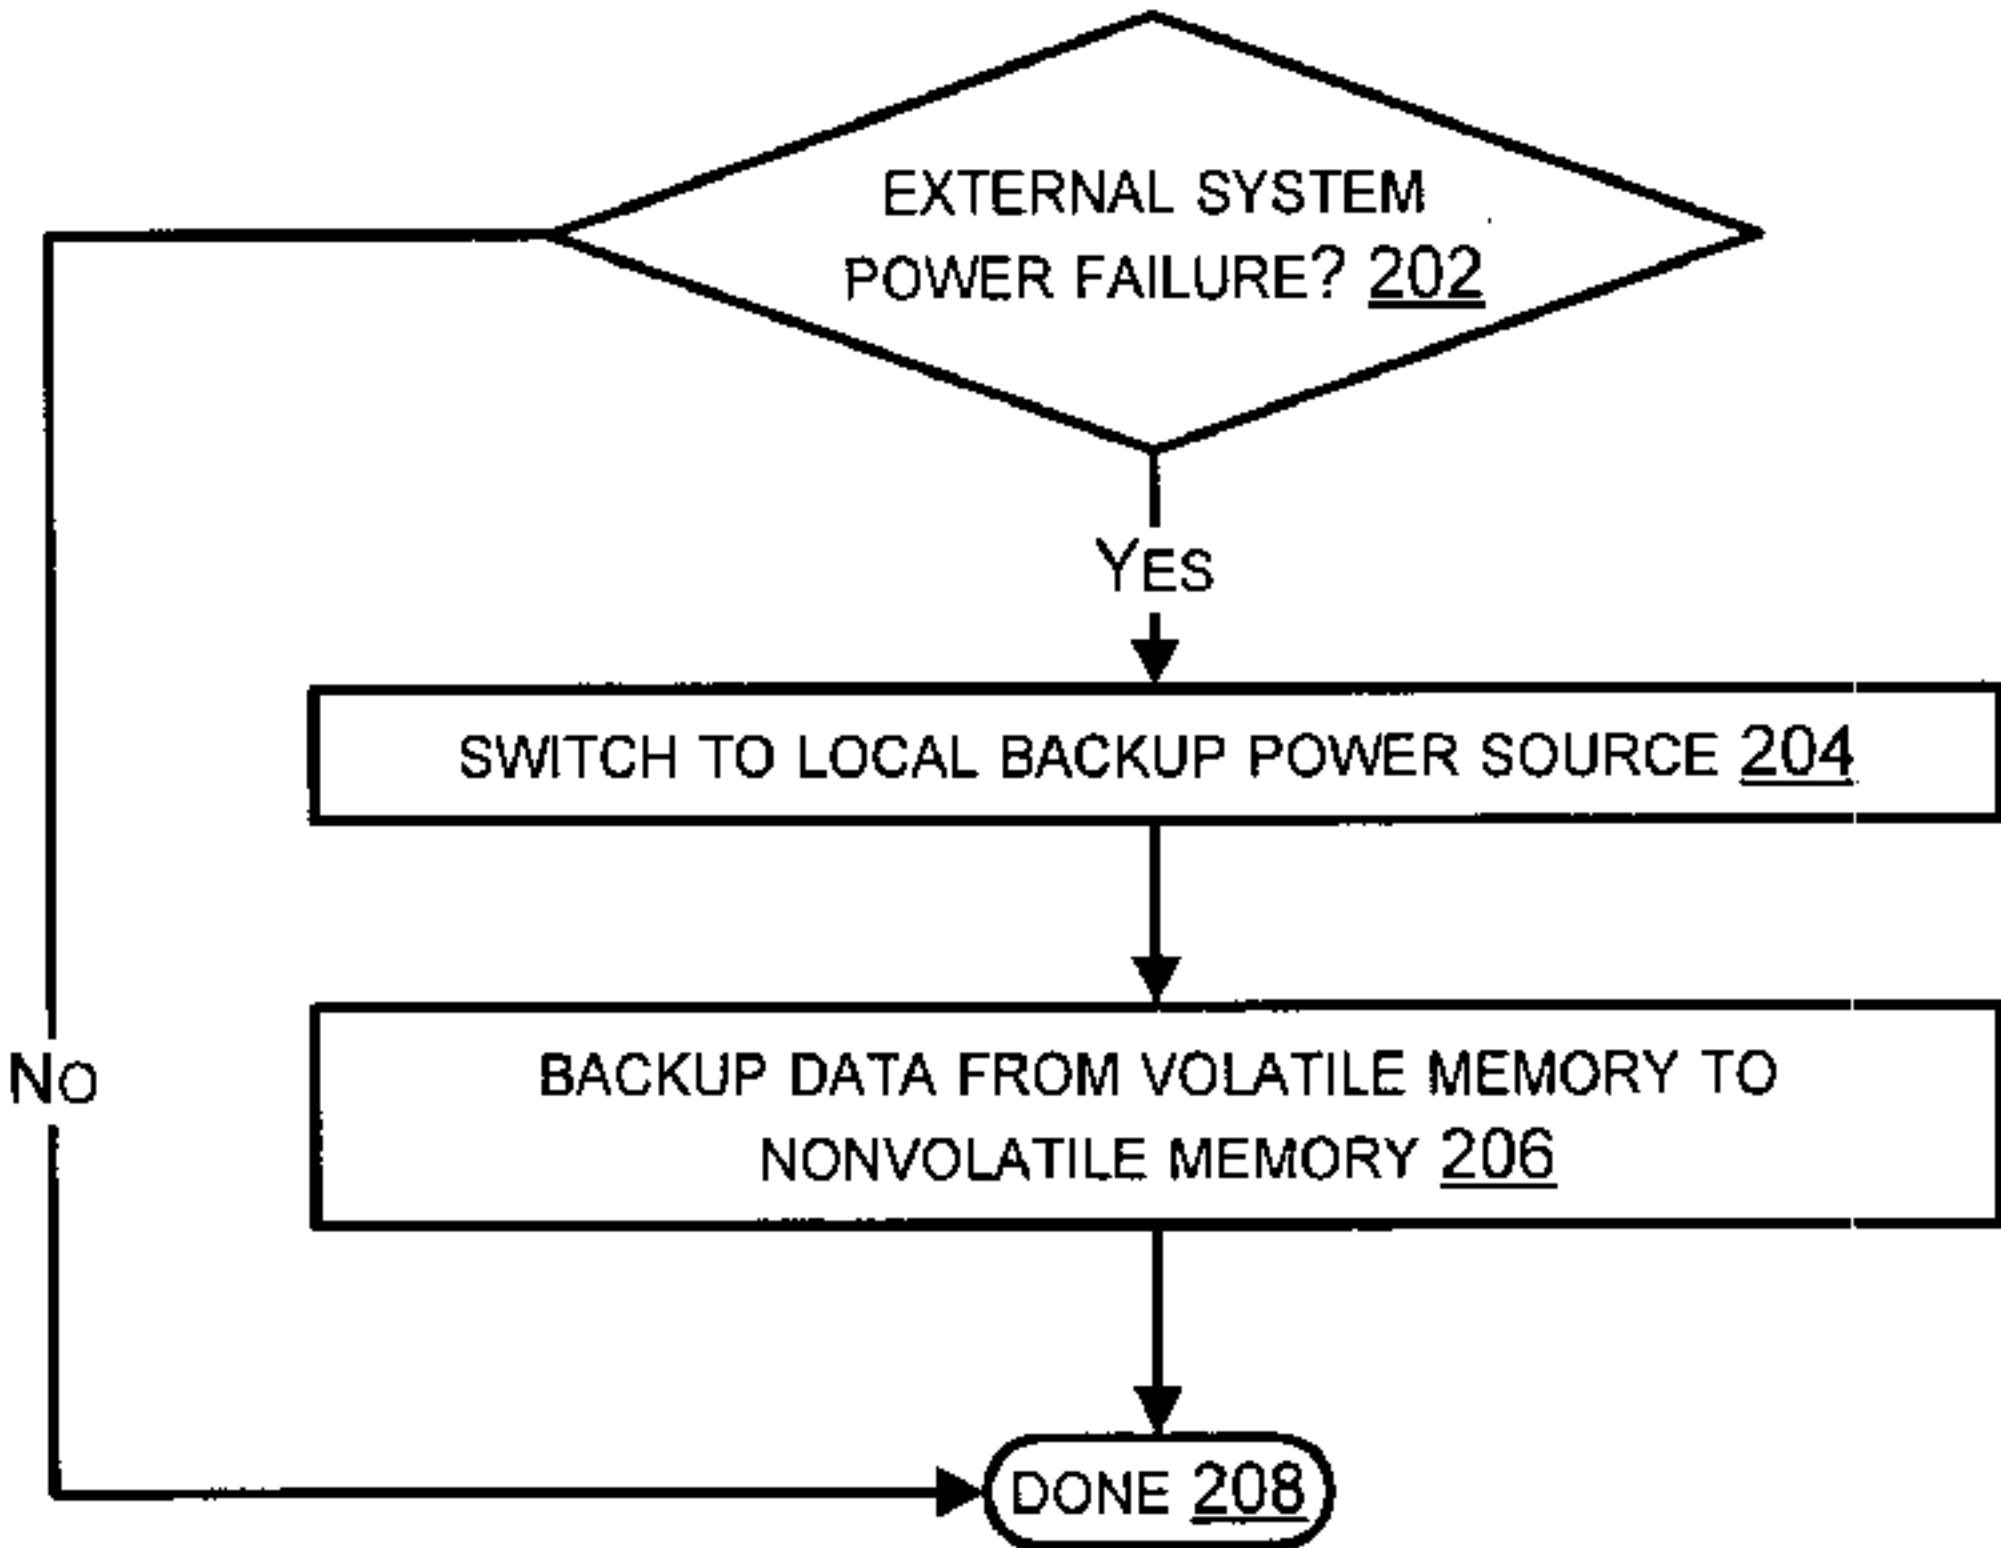 EXTERNAL SYSTEM
POWER FAILURE? 202
YES
SWITCH TO LOCAL BACKUP POWER SOURCE 204
BACKUP DATA FROM VOLATILE MEMORY TO
NONVOLATILE MEMORY 206
NO
DONE 208